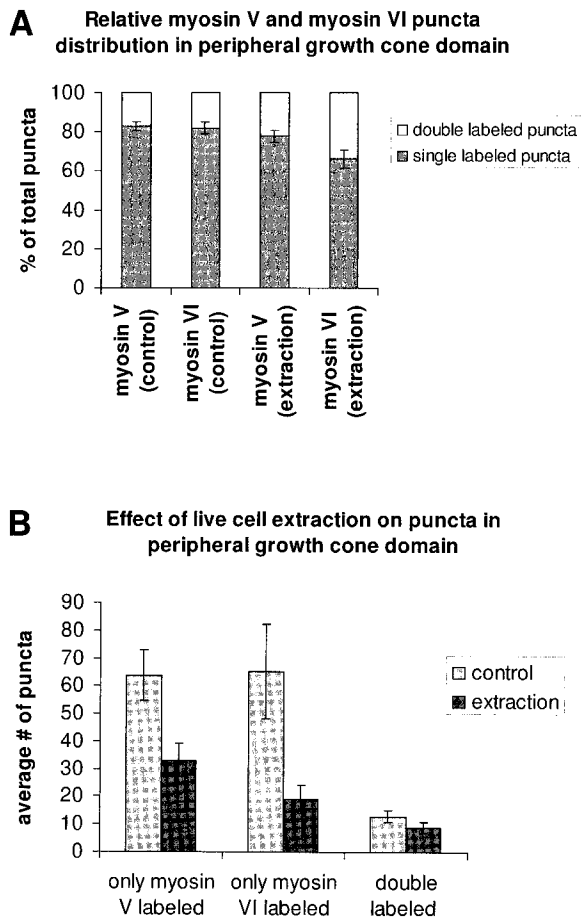 A
Relative myosin V and myosin VI puncta
distribution in peripheral growth cone domain
% of total puncta
100
80
60
40
20
0
double labeled puncta
single labeled puncta
myosin V
(control)
myosin VI
(control)
myosin V
(extraction)
myosin VI
(extraction)
B
Effect of live cell extraction on puncta in
peripheral growth cone domain
average # of puncta
90
80
70
60
50
40
30
20
10
0
control
extraction
only myosin
V labeled
only myosin
VI labeled
double
labeled